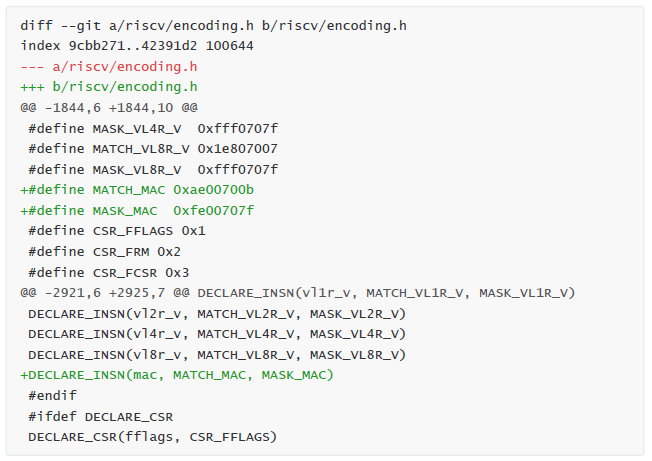 diff --git a/riscv/encoding.h b/riscv/encoding.h
index 9cbb271..42391d2 100644
--- a/riscv/encoding.h
+++ b/riscv/encoding.h
@@ -1844,6 +1844,10 @@
 #define MASK_VL4R_V  0xfff0707f
 #define MATCH_VL8R_V 0x1e807007
 #define MASK_VL8R_V  0xfff0707f
+#define MATCH_MAC 0xae00700b
+#define MASK_MAC  0xfe00707f
 #define CSR_FFLAGS 0x1
 #define CSR_FRM 0x2
 #define CSR_FCSR 0x3
@@ -2921,6 +2925,7 @@ DECLARE_INSN(vl1r_v, MATCH_VL1R_V, MASK_VL1R_V)
 DECLARE_INSN(vl2r_v, MATCH_VL2R_V, MASK_VL2R_V)
 DECLARE_INSN(vl4r_v, MATCH_VL4R_V, MASK_VL4R_V)
 DECLARE_INSN(vl8r_v, MATCH_VL8R_V, MASK_VL8R_V)
+DECLARE_INSN(mac, MATCH_MAC, MASK_MAC)
 #endif
 #ifdef DECLARE_CSR
 DECLARE_CSR(fflags, CSR_FFLAGS)